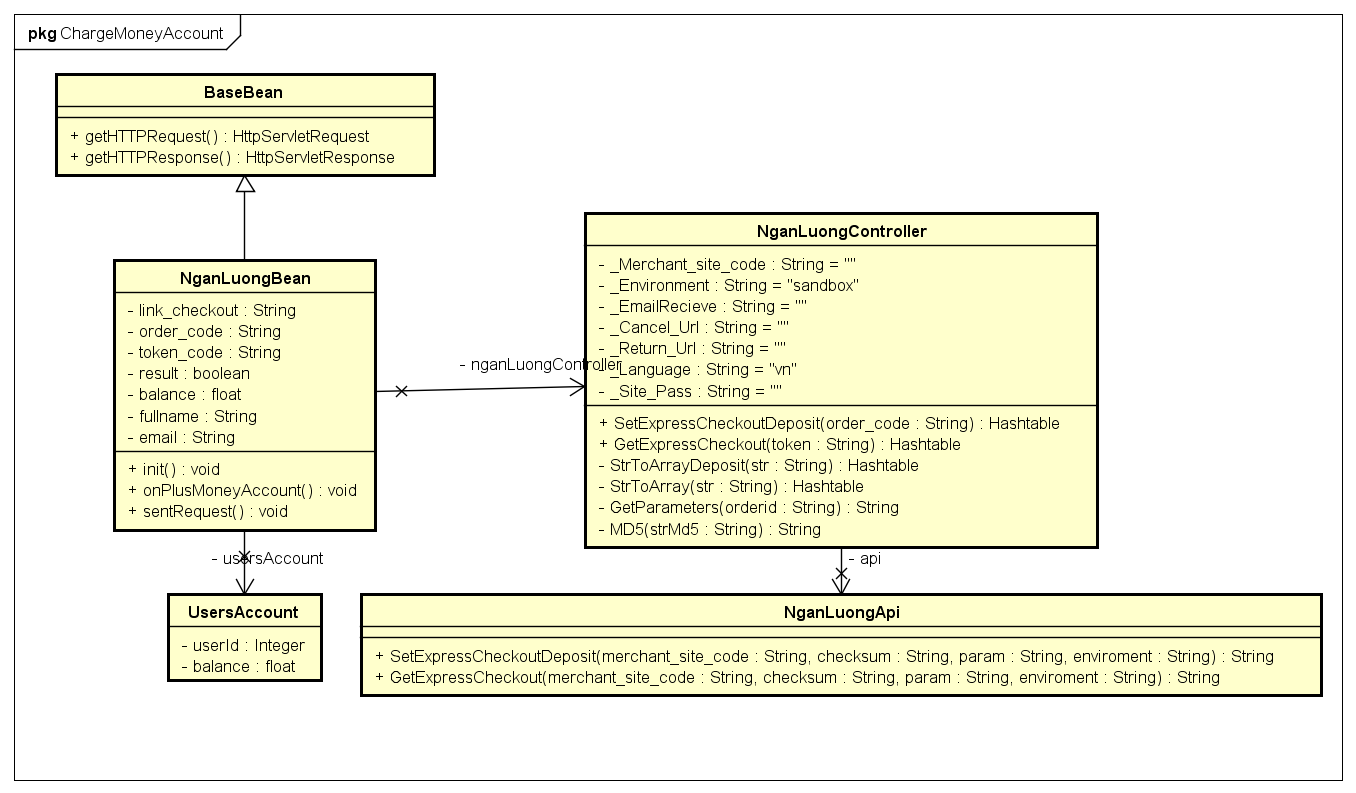 pkg ChargeMoneyAccount
BaseBean
+ getHTTPRequest() : HttpServletRequest
+ getHTTPResponse() : HttpServletResponse
NganLuongBean
- link_checkout : String
- order_code : String
- token_code : String
- result : boolean
- balance : float
- fullname : String
- email : String
+ init() : void
+ onPlusMoneyAccount() : void
+ sentRequest() : void
- nganLuongController
NganLuongController
- _Merchant_site_code : String = ""
- _Environment : String = "sandbox"
- _EmailRecieve : String = ""
- _Cancel_Url : String = ""
- _Return_Url : String = ""
- _Language : String = "vn"
- _Site_Pass : String = ""
+ SetExpressCheckoutDeposit(order_code : String) : Hashtable
+ GetExpressCheckout(token : String) : Hashtable
- StrToArrayDeposit(str : String) : Hashtable
- StrToArray(str : String) : Hashtable
- GetParameters(orderid : String) : String
- MD5(strMd5 : String) : String
- usersAccount
- api
UsersAccount
- userId : Integer
- balance : float
NganLuongApi
+ SetExpressCheckoutDeposit(merchant_site_code : String, checksum : String, param : String, enviroment : String) : String
+ GetExpressCheckout(merchant_site_code : String, checksum : String, param : String, enviroment : String) : String